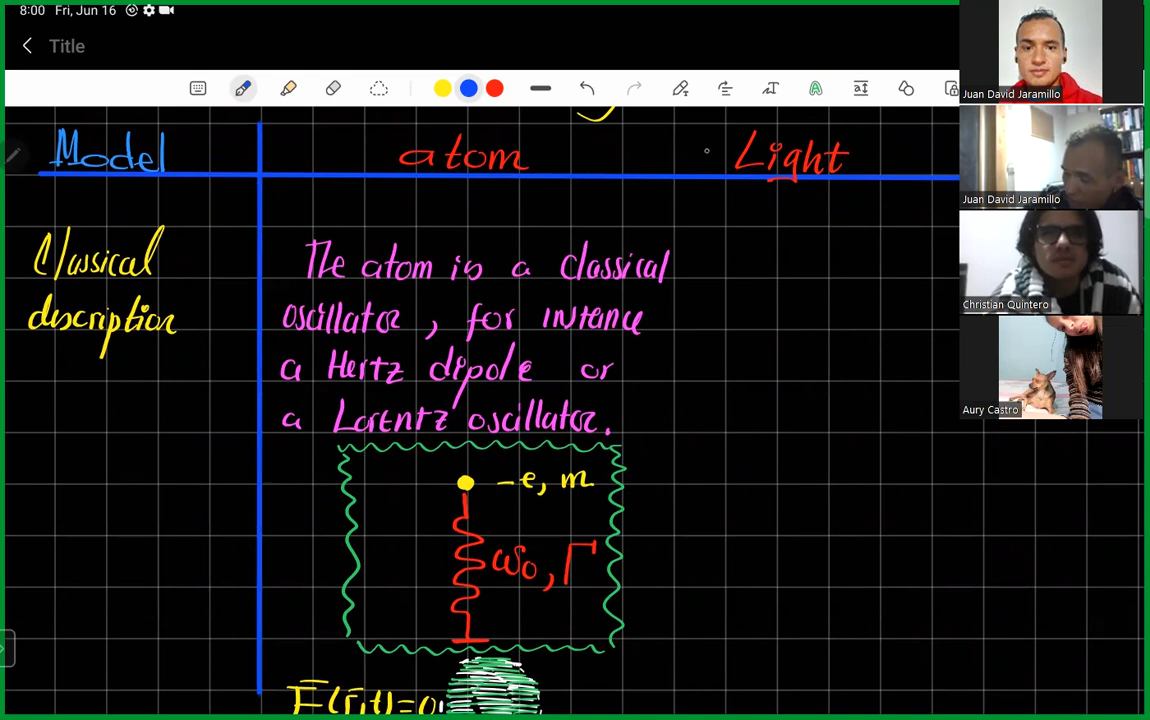 8:00 Fri, Jun 16
Title
Model atom Light
Classical
description
The atom is a classical
oscillator, for instance
a Hertz dipole or
a Lorentz oscillator.
-e, m
ω₀, Γ
Juan David Jaramillo
Juan David Jaramillo
Christian Quintero
Aury Castro